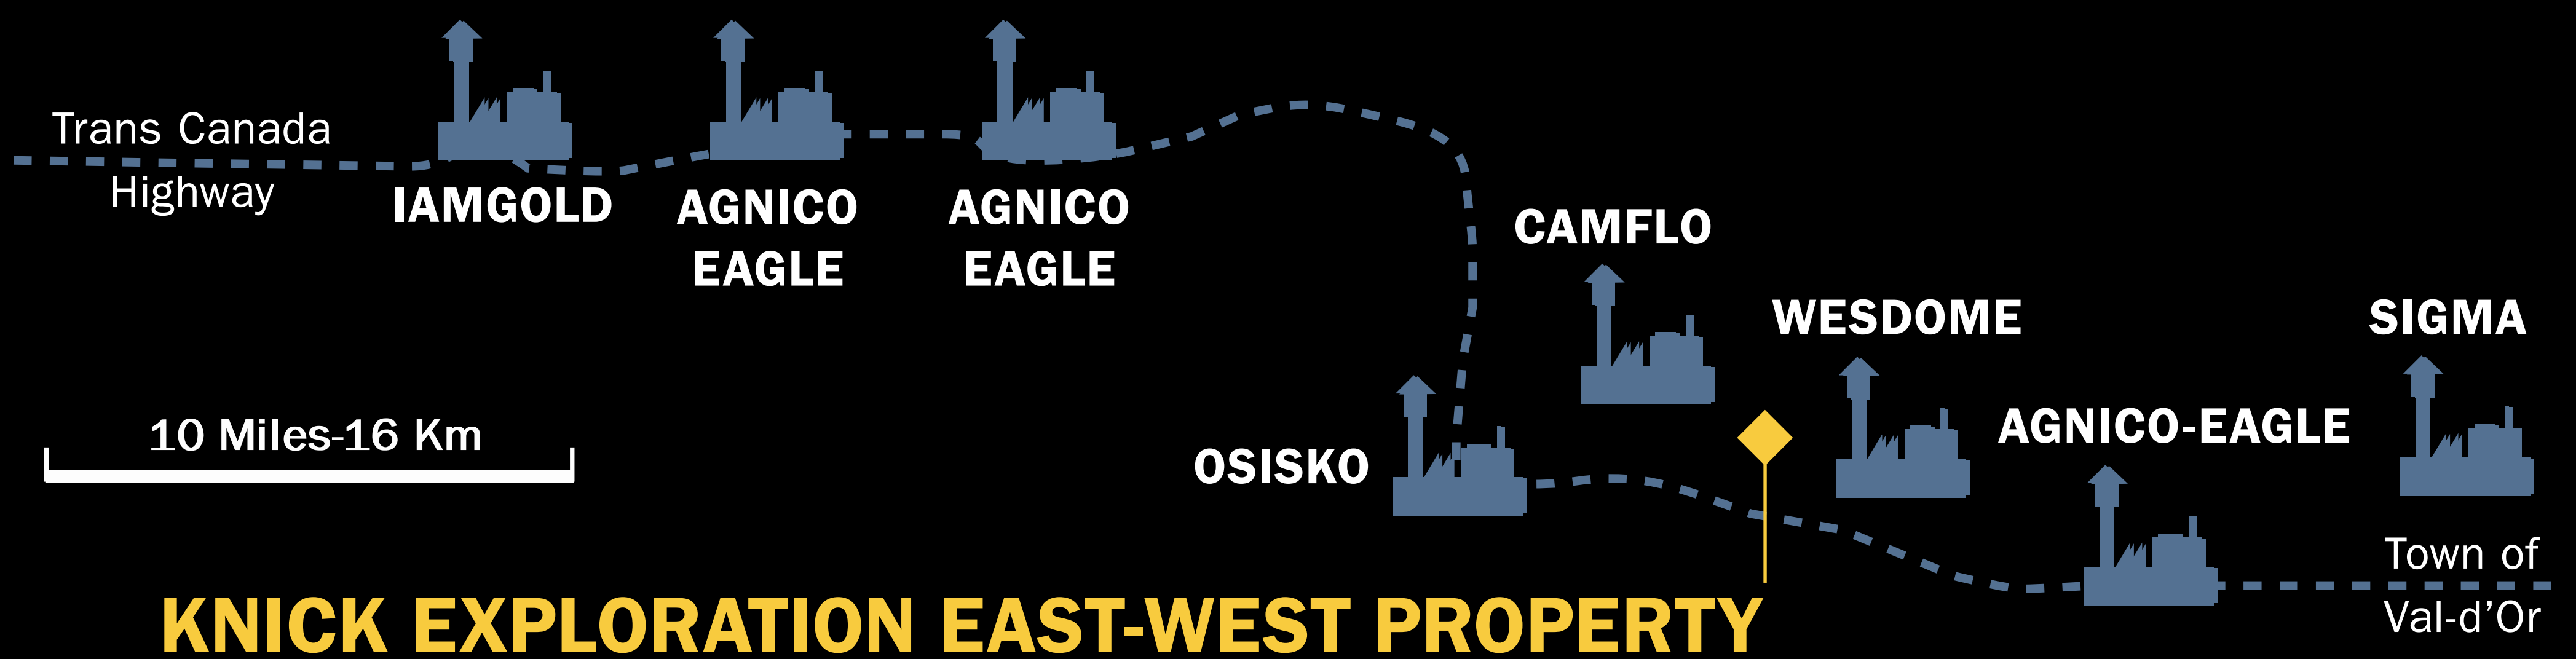 Trans Canada
Highway
IAMGOLD
AGNICO
EAGLE
AGNICO
EAGLE
CAMFLO
WESDOME
SIGMA
10 Miles-16 Km
OSISKO
AGNICO-EAGLE
Town of
Val-d'Or
KNICK EXPLORATION EAST-WEST PROPERTY